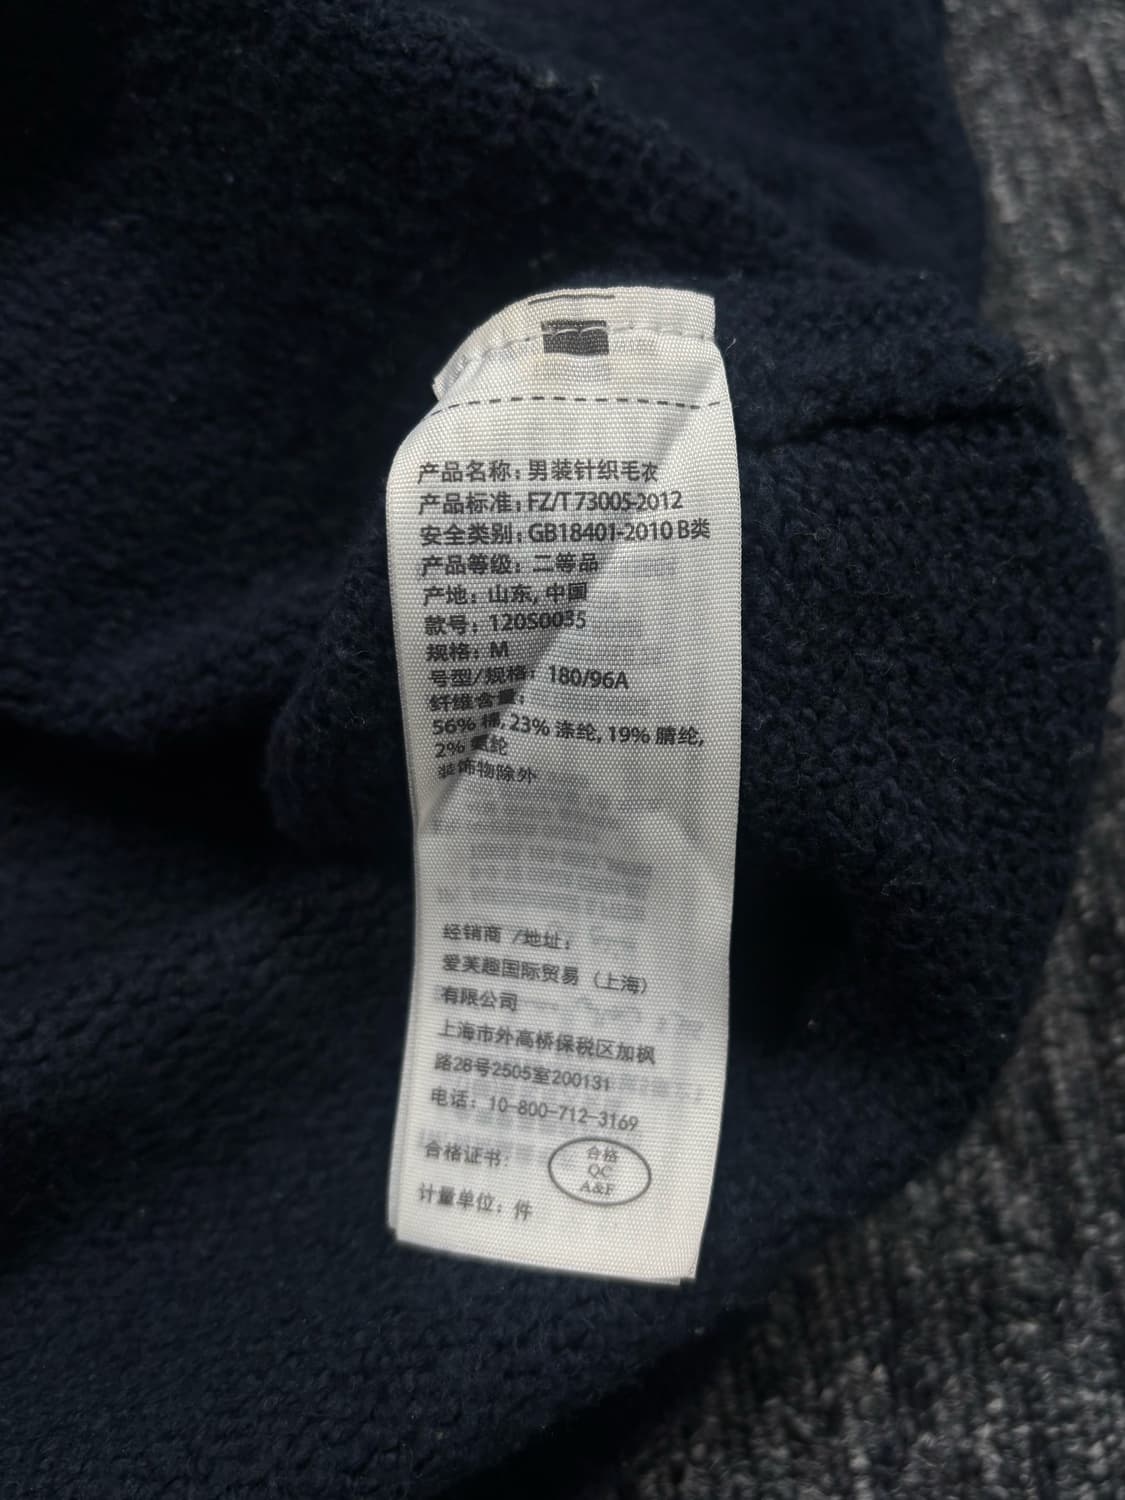 产品名称: 男装针织毛衣
产品标准: FZ/T 73005-2012
安全类别: GB18401-2010 B类
产品等级: 二等品
产地: 山东, 中国
款号: 120S0035
规格: M
号型/规格: 180/96A
纤维含量:
56% 棉, 23% 涤纶, 19% 腈纶,
2% 氨纶
装饰物除外
经销商 /地址:
爱芙趣国际贸易 (上海)
有限公司
上海市外高桥保税区加枫
路28号2505室200131
电话: 10-800-712-3169
合格证书:
合格
QC
A&F
计量单位: 件